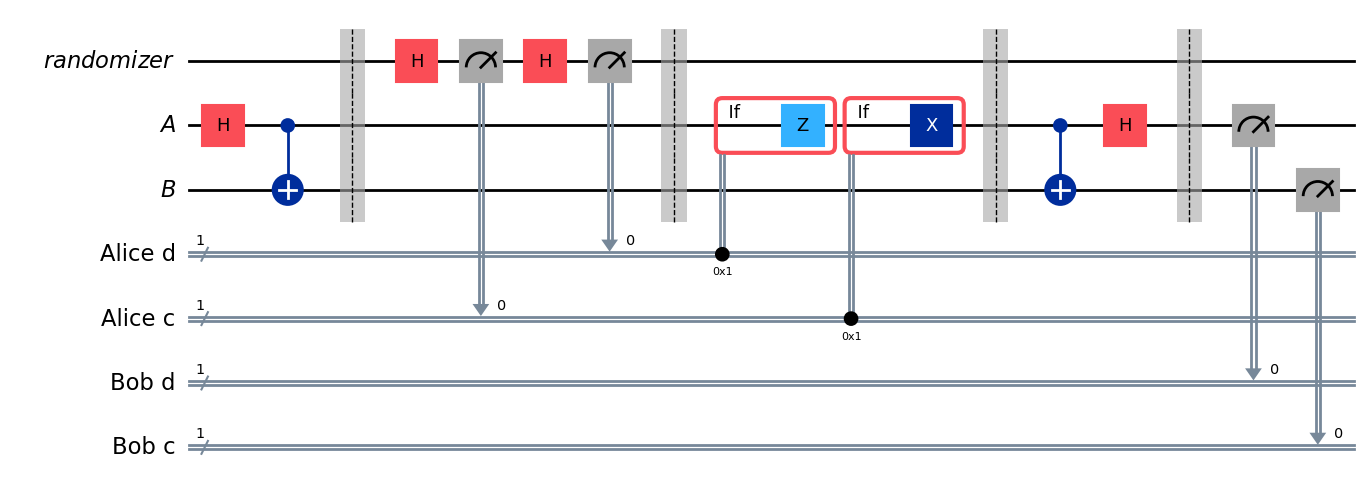 randomizer H H
A H If Z If X H
B
Alice d 1 0 0x1
Alice c 1 0 0x1
Bob d 1 0
Bob c 1 0